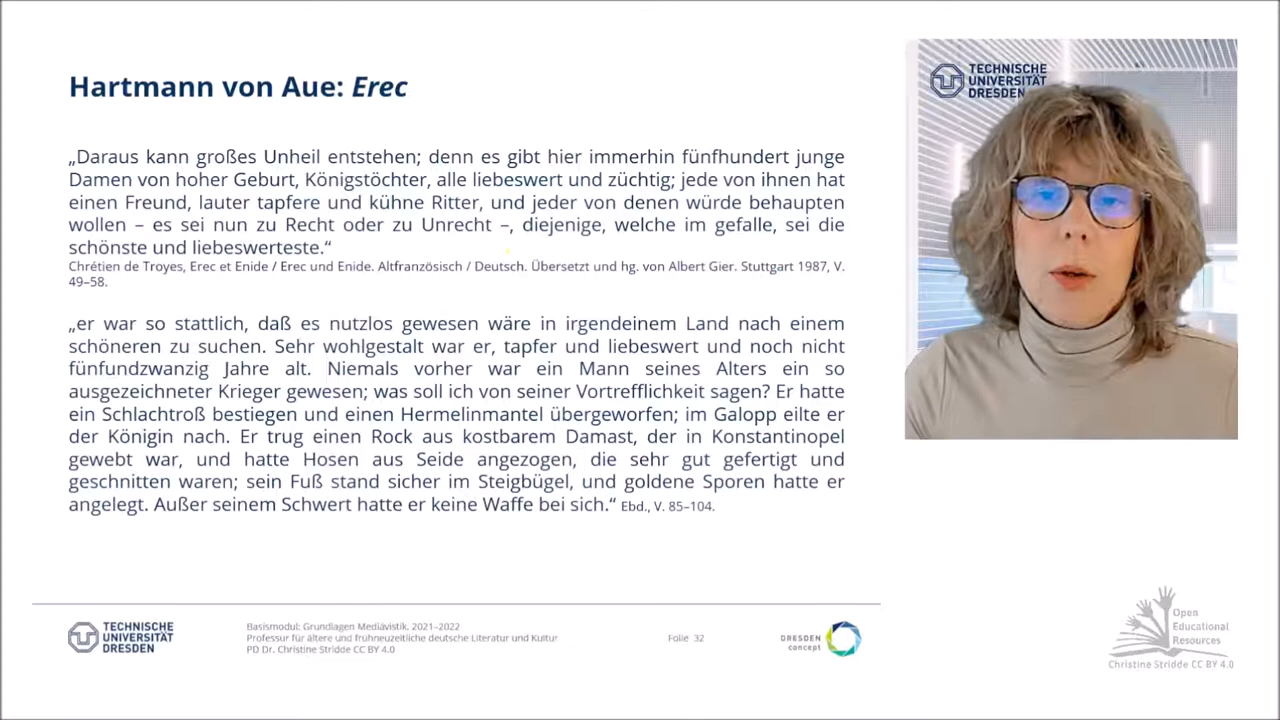 Hartmann von Aue: Erec
„Daraus kann großes Unheil entstehen; denn es gibt hier immerhin fünfhundert junge
Damen von hoher Geburt, Königstöchter, alle liebeswert und züchtig; jede von ihnen hat
einen Freund, lauter tapfere und kühne Ritter, und jeder von denen würde behaupten
wollen – es sei nun zu Recht oder zu Unrecht –, diejenige, welche im gefalle, sei die
schönste und liebeswerteste.“
Chrétien de Troyes, Erec et Enide / Erec und Enide. Altfranzösisch / Deutsch. Übersetzt und hg. von Albert Gier. Stuttgart 1987, V.
49–58.
„er war so stattlich, daß es nutzlos gewesen wäre in irgendeinem Land nach einem
schöneren zu suchen. Sehr wohlgestalt war er, tapfer und liebeswert und noch nicht
fünfundzwanzig Jahre alt. Niemals vorher war ein Mann seines Alters ein so
ausgezeichneter Krieger gewesen; was soll ich von seiner Vortrefflichkeit sagen? Er hatte
ein Schlachtroß bestiegen und einen Hermelinmantel übergeworfen; im Galopp eilte er
der Königin nach. Er trug einen Rock aus kostbarem Damast, der in Konstantinopel
gewebt war, und hatte Hosen aus Seide angezogen, die sehr gut gefertigt und
geschnitten waren; sein Fuß stand sicher im Steigbügel, und goldene Sporen hatte er
angelegt. Außer seinem Schwert hatte er keine Waffe bei sich.“ Ebd., V. 85–104.
TECHNISCHE
UNIVERSITÄT
DRESDEN
TECHNISCHE
UNIVERSITÄT
DRESDEN
Basismodul: Grundlagen Mediävistik, 2021–2022
Professur für ältere und frühneuzeitliche deutsche Literatur und Kultur
PD Dr. Christine Stridde CC BY 4.0
Folie 32
DRESDEN
concept
Open
Educational
Resources
Christine Stridde CC BY 4.0